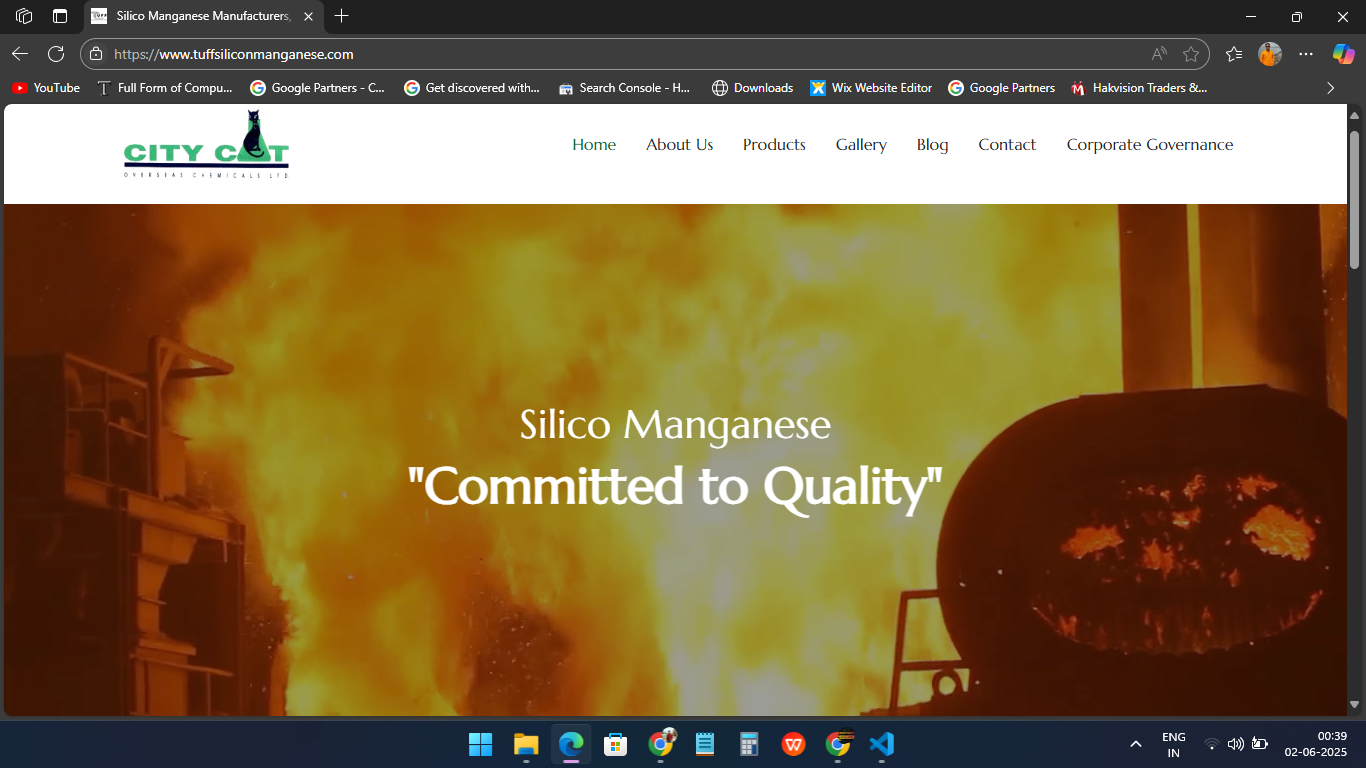 Silico Manganese Manufacturers,
https://www.tuffsiliconmanganese.com
YouTube
Full Form of Compu...
Google Partners - C...
Get discovered with...
Search Console - H...
Downloads
Wix Website Editor
Google Partners
Hakvision Traders &...
CITY CAT
OVERSEAS CHEMICALS LTD
Home
About Us
Products
Gallery
Blog
Contact
Corporate Governance
Silico Manganese
"Committed to Quality"
ENG
IN
00:39
02-06-2025